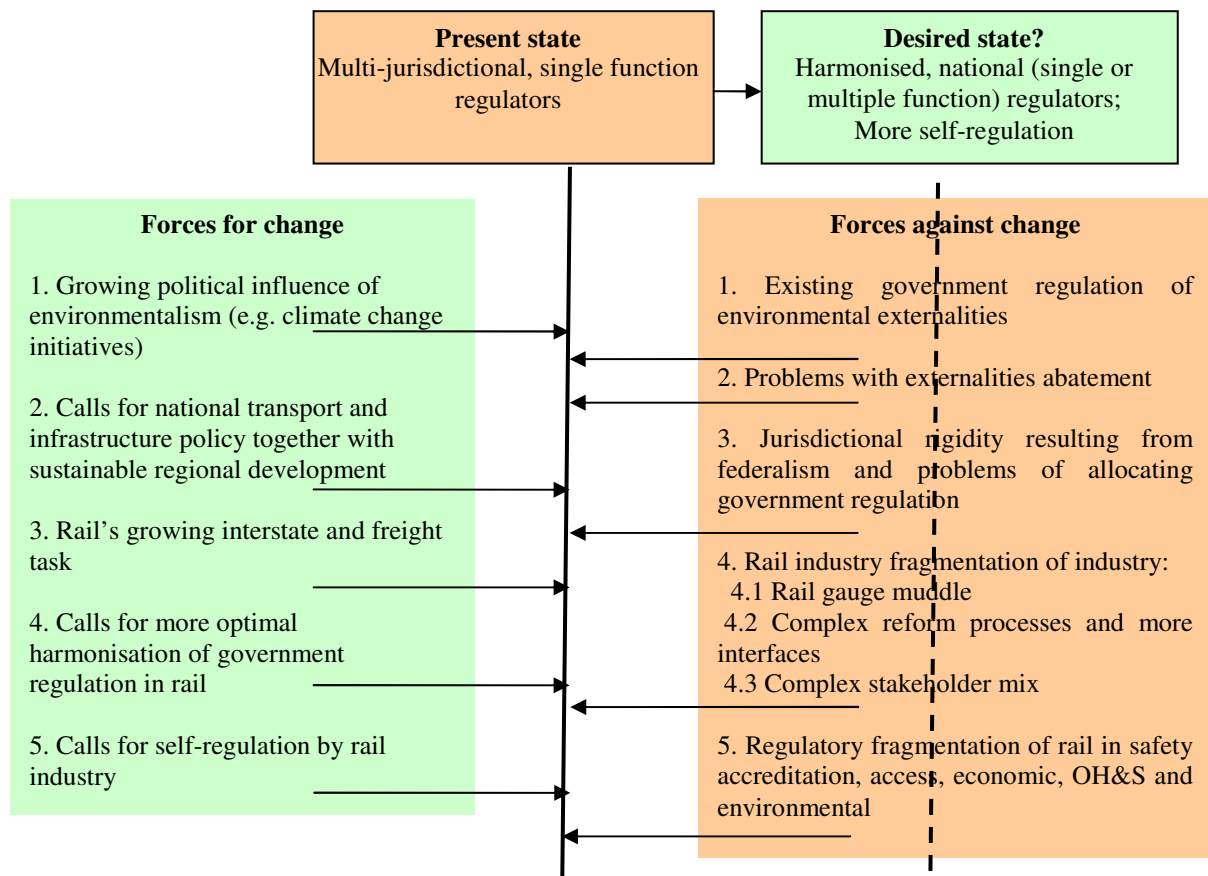 Present state
Multi-jurisdictional, single function
regulators
Desired state?
Harmonised, national (single or
multiple function) regulators;
More self-regulation
Forces for change
1. Growing political influence of
environmentalism (e.g. climate change
initiatives)
2. Calls for national transport and
infrastructure policy together with
sustainable regional development
3. Rail's growing interstate and freight
task
4. Calls for more optimal
harmonisation of government
regulation in rail
5. Calls for self-regulation by rail
industry
Forces against change
1. Existing government regulation of
environmental externalities
2. Problems with externalities abatement
3. Jurisdictional rigidity resulting from
federalism and problems of allocating
government regulation
4. Rail industry fragmentation of industry:
4.1 Rail gauge muddle
4.2 Complex reform processes and more
interfaces
4.3 Complex stakeholder mix
5. Regulatory fragmentation of rail in safety
accreditation, access, economic, OH&S and
environmental